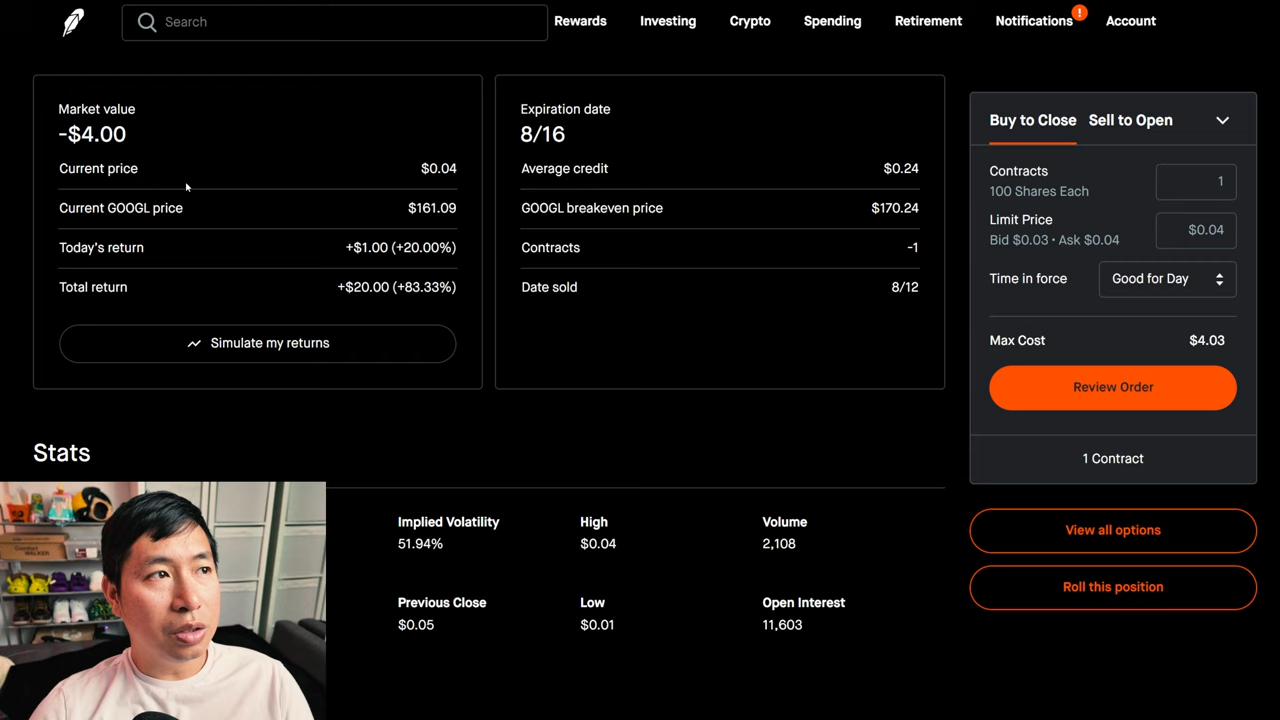 Search
Rewards
Investing
Crypto
Spending
Retirement
Notifications
!
Account
Market value
-$4.00
Current price $0.04
Current GOOGL price $161.09
Today's return +$1.00 (+20.00%)
Total return +$20.00 (+83.33%)
Simulate my returns
Expiration date
8/16
Average credit $0.24
GOOGL breakeven price $170.24
Contracts -1
Date sold 8/12
Buy to Close Sell to Open
Contracts
100 Shares Each
1
Limit Price
Bid $0.03 • Ask $0.04
$0.04
Time in force Good for Day
Max Cost $4.03
Review Order
1 Contract
View all options
Roll this position
Stats
Implied Volatility High Volume
51.94% $0.04 2,108
Previous Close Low Open Interest
$0.05 $0.01 11,603
WALKER